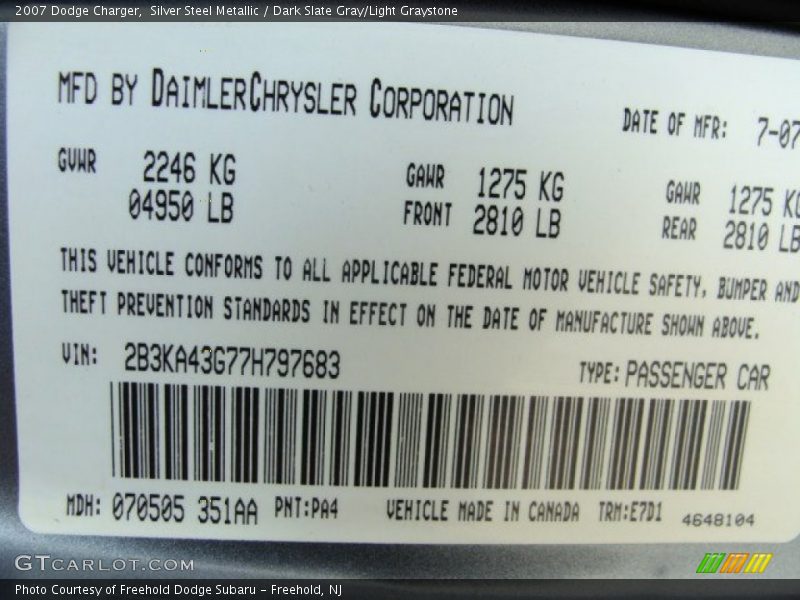 2007 Dodge Charger,  Silver Steel Metallic / Dark Slate Gray/Light Graystone
MFD BY DAIMLERCHRYSLER CORPORATION
DATE OF MFR: 7-07
GVWR 2246 KG GAWR 1275 KG GAWR 1275 KG
04950 LB FRONT 2810 LB REAR 2810 LB
THIS VEHICLE CONFORMS TO ALL APPLICABLE FEDERAL MOTOR VEHICLE SAFETY, BUMPER AND
THEFT PREVENTION STANDARDS IN EFFECT ON THE DATE OF MANUFACTURE SHOWN ABOVE.
VIN: 2B3KA43G77H797683 TYPE: PASSENGER CAR
MDH: 070505 351AA PNT:PA4 VEHICLE MADE IN CANADA TRM:E7D1 4648104
GTCARLOT.COM
Photo Courtesy of Freehold Dodge Subaru - Freehold, NJ